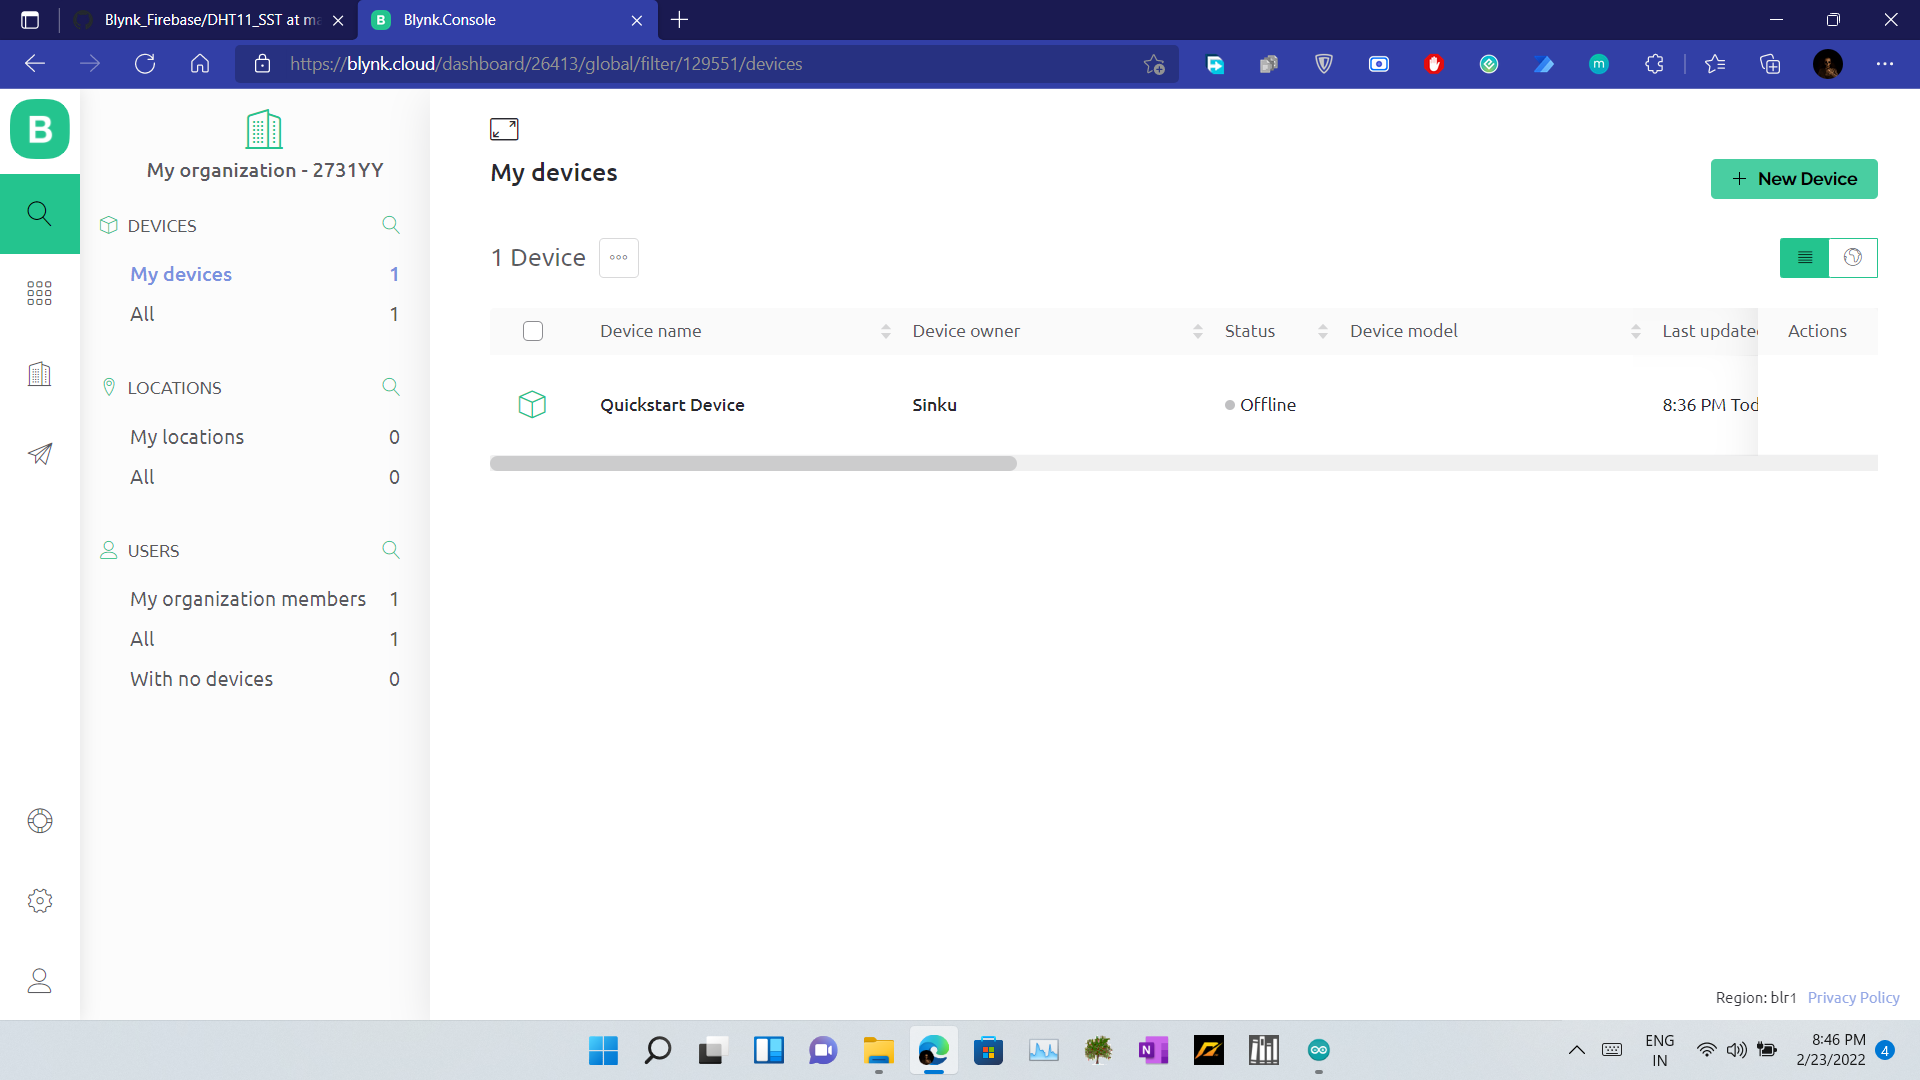 Blynk_Firebase/DHT11_SST at ma
Blynk.Console
https://blynk.cloud/dashboard/26413/global/filter/129551/devices
B
My organization - 2731YY
DEVICES
My devices 1
All 1
LOCATIONS
My locations 0
All 0
USERS
My organization members 1
All 1
With no devices 0
My devices
New Device
1 Device
Device name Device owner Status Device model Last updated Actions
Quickstart Device Sinku Offline 8:36 PM Tod
Region: blr1 Privacy Policy
ENG
IN
8:46 PM
2/23/2022
4